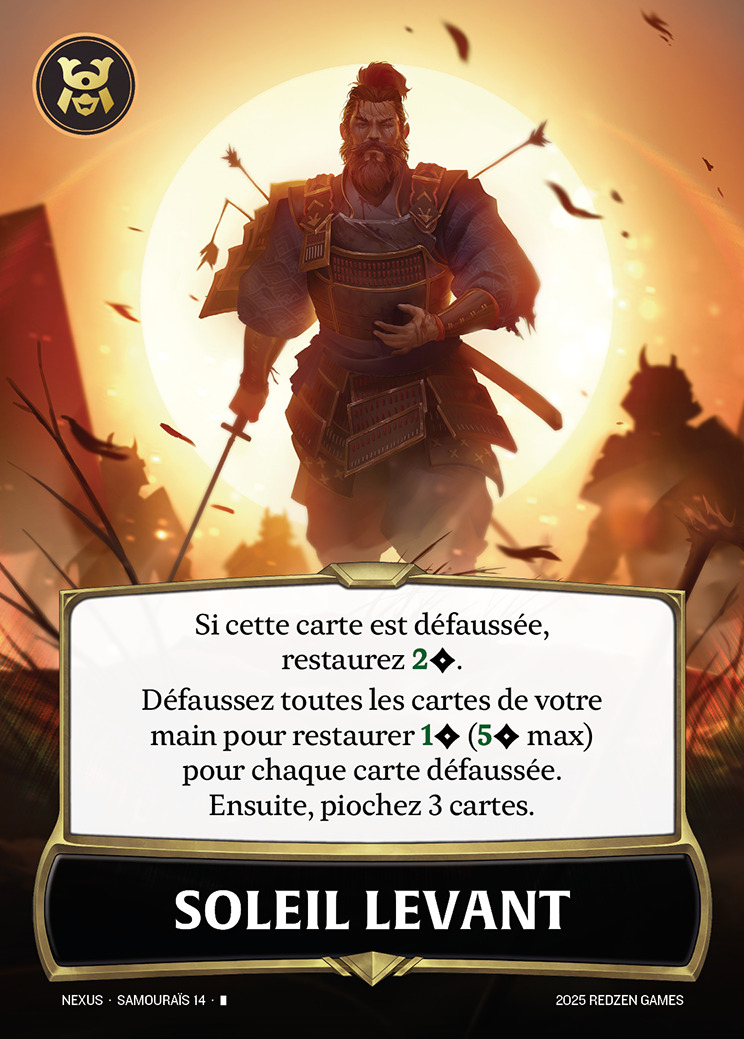 Si cette carte est défaussée,
restaurez 2.
Défaussez toutes les cartes de votre
main pour restaurer 1 (5 max)
pour chaque carte défaussée.
Ensuite, piochez 3 cartes.
SOLEIL LEVANT
NEXUS · SAMOURAÏS 14 ·
2025 REDZEN GAMES